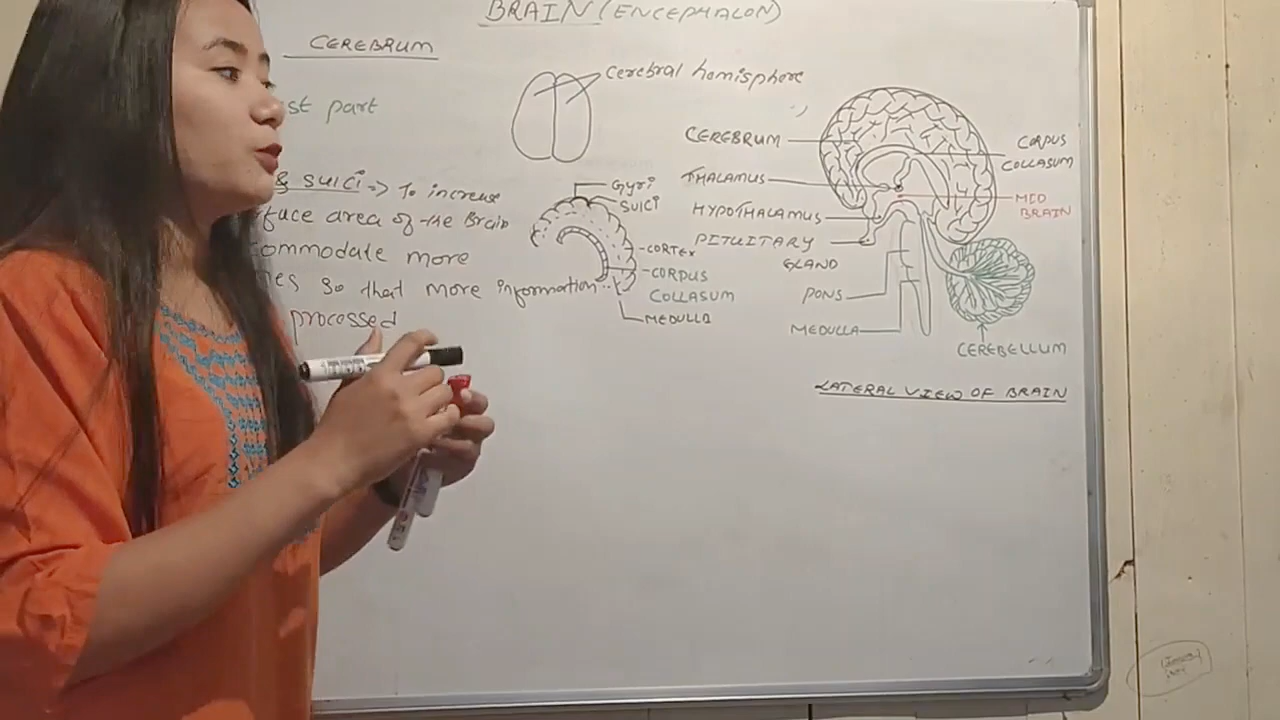 BRAIN (ENCEPHALON)
CEREBRUM
st part
& sulci => To increase
face area of the Brain
commodate more
es so that more information
processed
Cerebral hemisphere
Gyri
Sulci
CORTEX
CORPUS
COLLASUM
MEDULLA
CEREBRUM
THALAMUS
HYPOTHALAMUS
PITUITARY
GLAND
PONS
MEDULLA
CORPUS
COLLASUM
MID
BRAIN
CEREBELLUM
LATERAL VIEW OF BRAIN